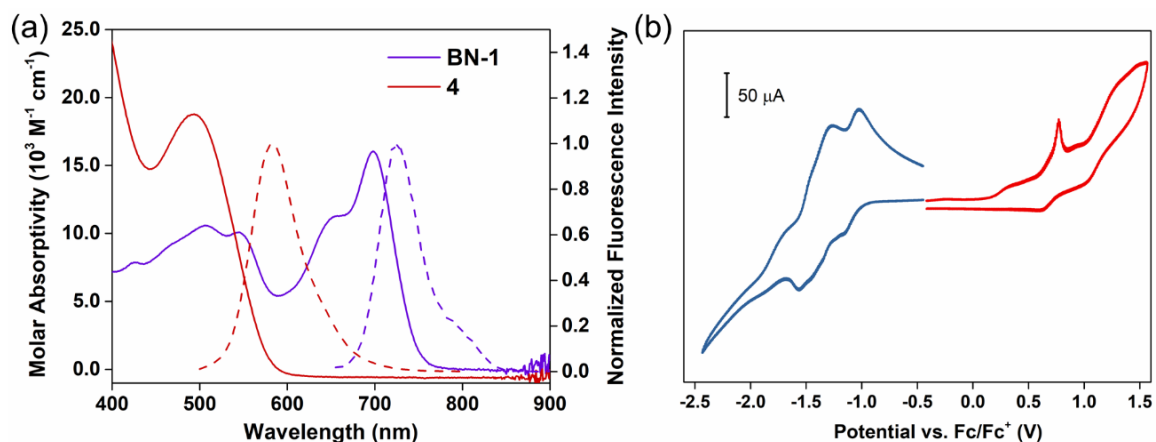 (a)
25.0
20.0
15.0
10.0
5.0
0.0
Molar Absorptivity (10³ M⁻¹ cm⁻¹)
BN-1
4
1.4
1.2
1.0
0.8
0.6
0.4
0.2
0.0
Normalized Fluorescence Intensity
400 500 600 700 800 900
Wavelength (nm)
(b)
50 µA
-2.5 -2.0 -1.5 -1.0 -0.5 0.0 0.5 1.0 1.5
Potential vs. Fc/Fc⁺ (V)